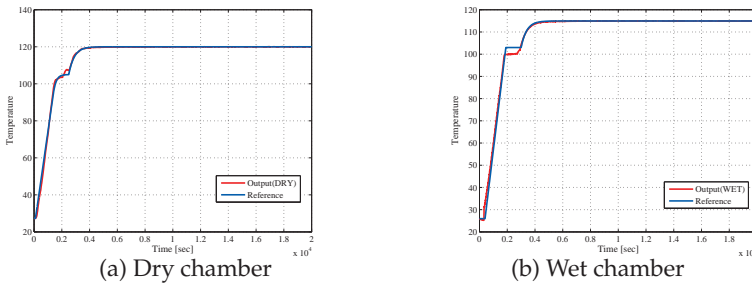 140
120
100
80
60
40
20
Temperature
Output(DRY)
Reference
0 0.2 0.4 0.6 0.8 1 1.2 1.4 1.6 1.8 2
Time [sec]
x 10⁴
(a) Dry chamber
120
110
100
90
80
70
60
50
40
30
20
Temperature
Output(WET)
Reference
0 0.2 0.4 0.6 0.8 1 1.2 1.4 1.6 1.8
Time [sec]
x 10
(b) Wet chamber